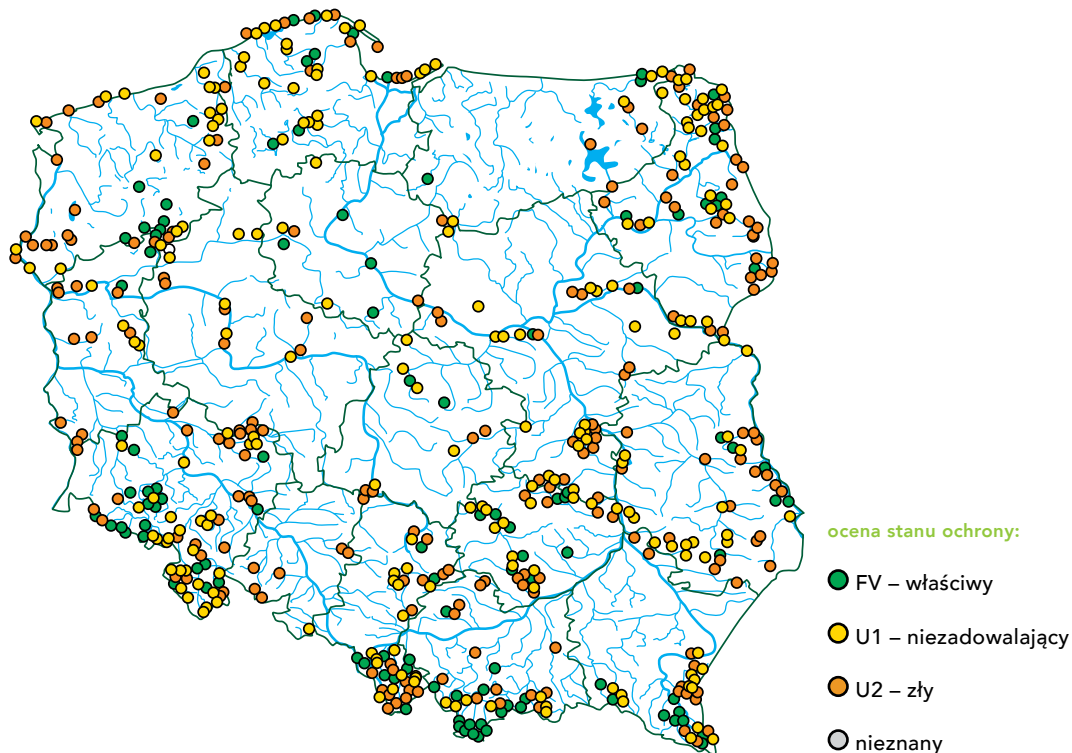 ocena stanu ochrony:
FV – właściwy
U1 – niezadowalający
U2 – zły
nieznany